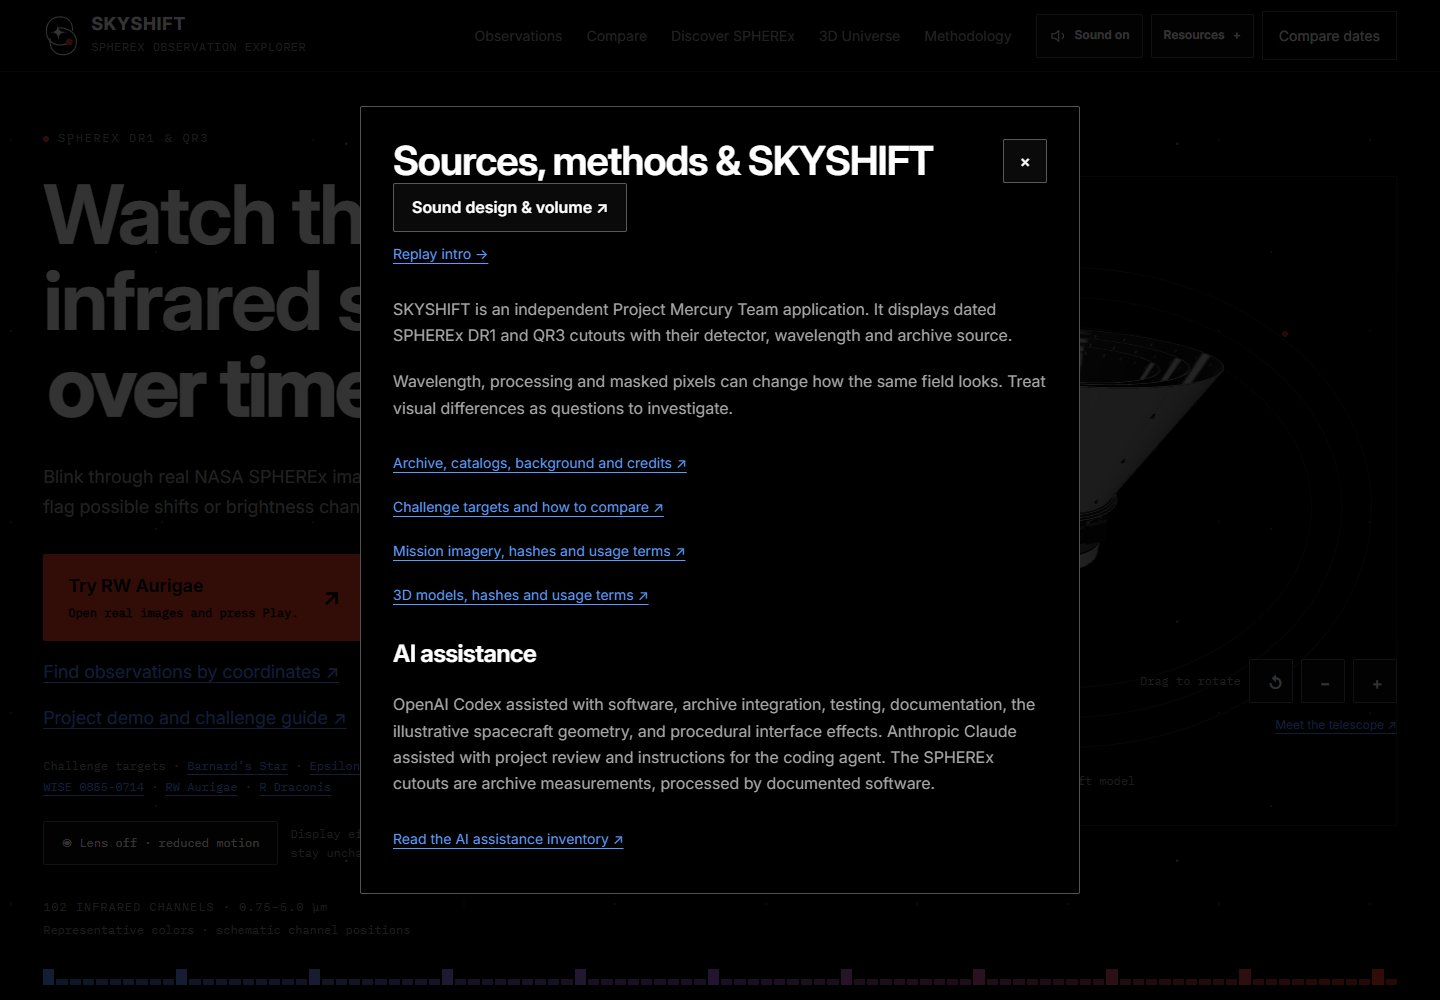 SKYSHIFT
SPHEREX OBSERVATION EXPLORER
Observations
Compare
Discover SPHEREx
3D Universe
Methodology
Sound on
Resources +
Compare dates
SPHEREX DR1 & QR3
Watch th
infrared s
over time
Blink through real NASA SPHEREx ima
flag possible shifts or brightness chan
Try RW Aurigae
Open real images and press Play.
Find observations by coordinates ↗
Project demo and challenge guide ↗
Challenge targets · Barnard's Star · Epsilon
WISE 0855-0714 · RW Aurigae · R Draconis
Lens off · reduced motion
Display ef
stay uncha
102 INFRARED CHANNELS · 0.75–5.0 µm
Representative colors · schematic channel positions
Sources, methods & SKYSHIFT
×
Sound design & volume ↗
Replay intro →
SKYSHIFT is an independent Project Mercury Team application. It displays dated
SPHEREx DR1 and QR3 cutouts with their detector, wavelength and archive source.
Wavelength, processing and masked pixels can change how the same field looks. Treat
visual differences as questions to investigate.
Archive, catalogs, background and credits ↗
Challenge targets and how to compare ↗
Mission imagery, hashes and usage terms ↗
3D models, hashes and usage terms ↗
AI assistance
OpenAI Codex assisted with software, archive integration, testing, documentation, the
illustrative spacecraft geometry, and procedural interface effects. Anthropic Claude
assisted with project review and instructions for the coding agent. The SPHEREx
cutouts are archive measurements, processed by documented software.
Read the AI assistance inventory ↗
Drag to rotate
−
+
Meet the telescope ↗
ft model